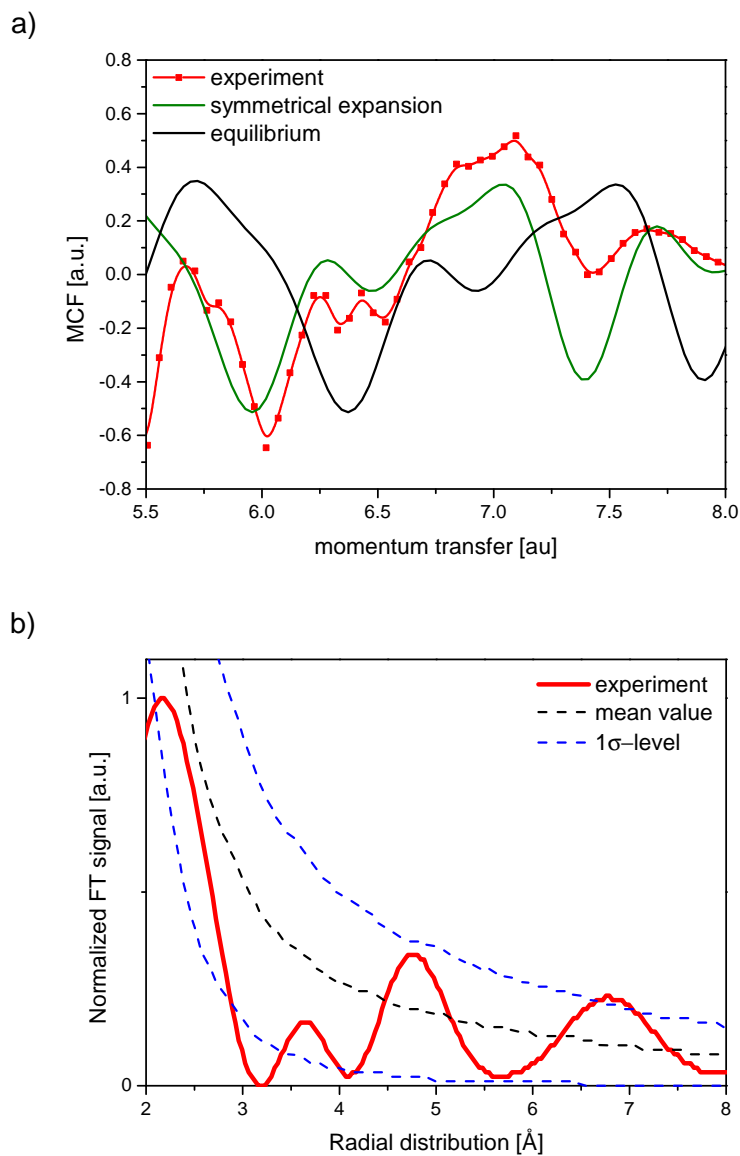 a)
0.8
0.6
0.4
0.2
0.0
-0.2
-0.4
-0.6
-0.8
MCF [a.u.]
experiment
symmetrical expansion
equilibrium
5.5 6.0 6.5 7.0 7.5 8.0
momentum transfer [au]
b)
1
0
Normalized FT signal [a.u.]
experiment
mean value
1σ–level
2 3 4 5 6 7 8
Radial distribution [Å]